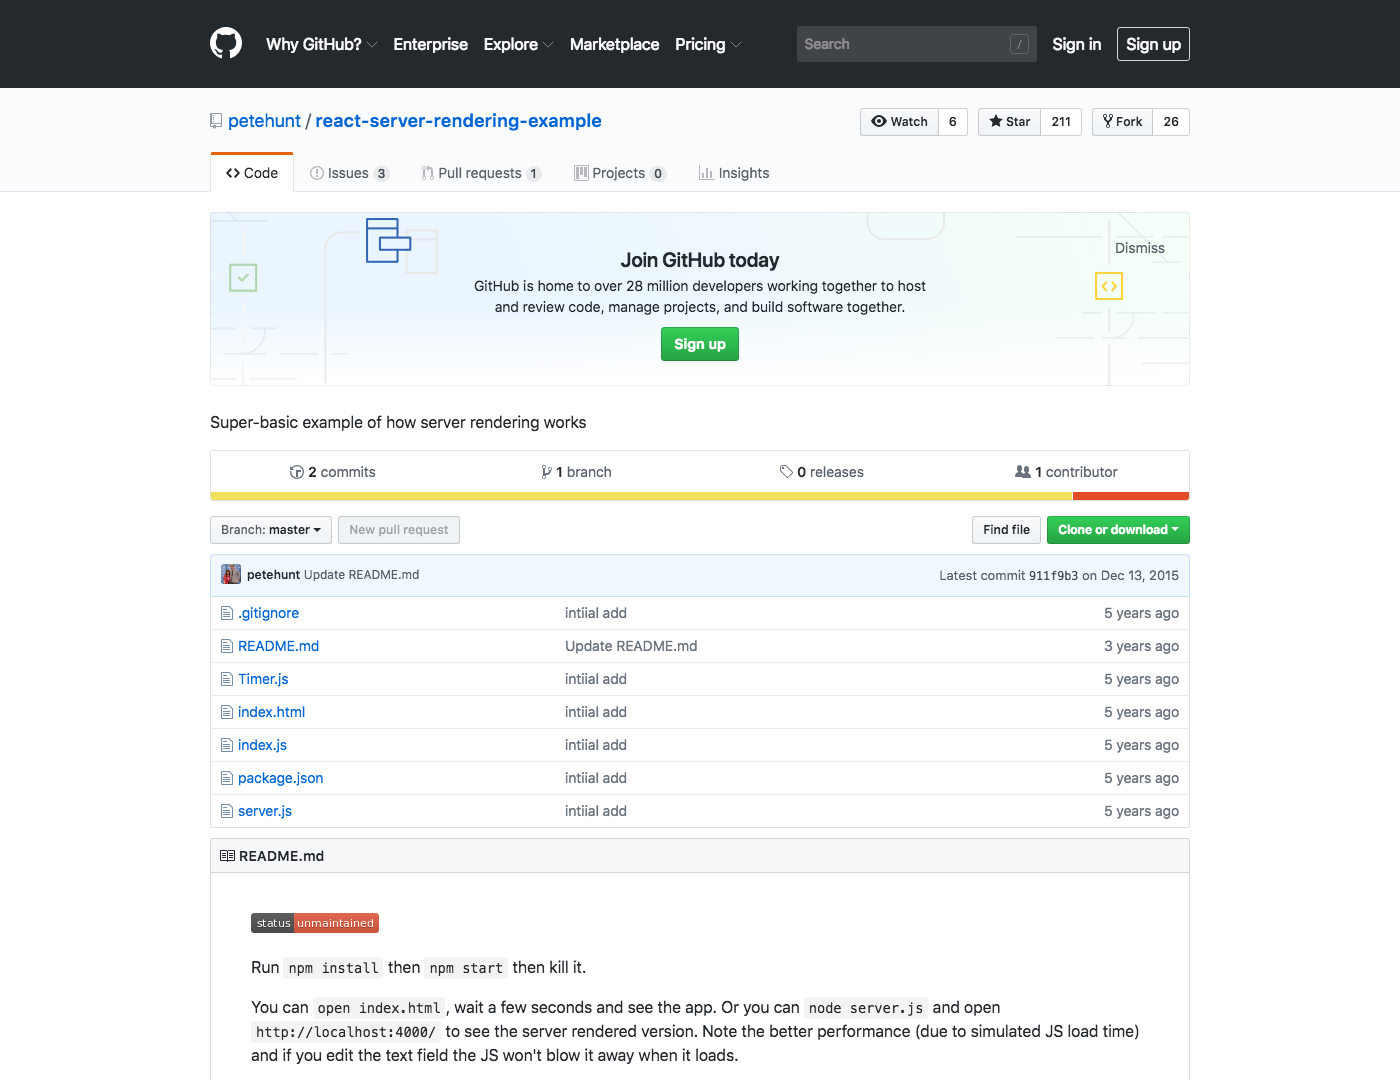 Why GitHub? Enterprise Explore Marketplace Pricing Search / Sign in Sign up
petehunt / react-server-rendering-example Watch 6 Star 211 Fork 26
Code Issues 3 Pull requests 1 Projects 0 Insights
Dismiss
Join GitHub today
GitHub is home to over 28 million developers working together to host
and review code, manage projects, and build software together.
Sign up
Super-basic example of how server rendering works
2 commits 1 branch 0 releases 1 contributor
Branch: master New pull request Find file Clone or download
petehunt Update README.md Latest commit 911f9b3 on Dec 13, 2015
.gitignore intiial add 5 years ago
README.md Update README.md 3 years ago
Timer.js intiial add 5 years ago
index.html intiial add 5 years ago
index.js intiial add 5 years ago
package.json intiial add 5 years ago
server.js intiial add 5 years ago
README.md
status unmaintained
Run npm install then npm start then kill it.
You can open index.html, wait a few seconds and see the app. Or you can node server.js and open
http://localhost:4000/ to see the server rendered version. Note the better performance (due to simulated JS load time)
and if you edit the text field the JS won't blow it away when it loads.